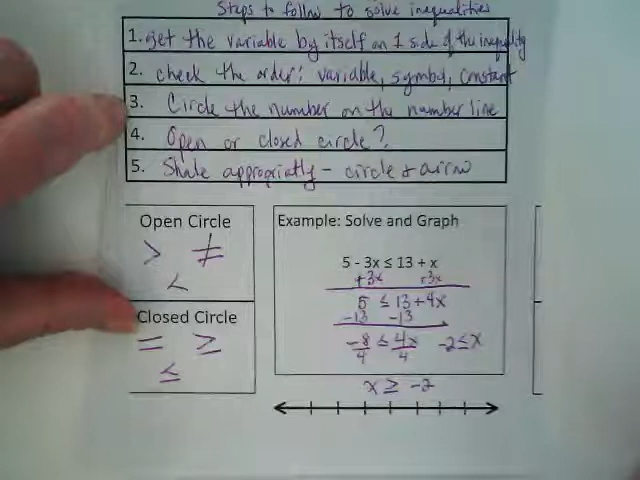 Steps to follow to solve inequalities
1. Get the variable by itself on 1 side of the inequality
2. check the order: variable, symbol, constant
3. Circle the number on the number line
4. Open or closed circle?
5. Shade appropriatly - circle & arrow
Open Circle
> ≠
<
Closed Circle
= ≥
≤
Example: Solve and Graph
5 - 3x ≤ 13 + x
+3x +3x
5 ≤ 13 + 4x
-13 -13
-8/4 ≤ 4x/4 -2 ≤ x
x ≥ -2